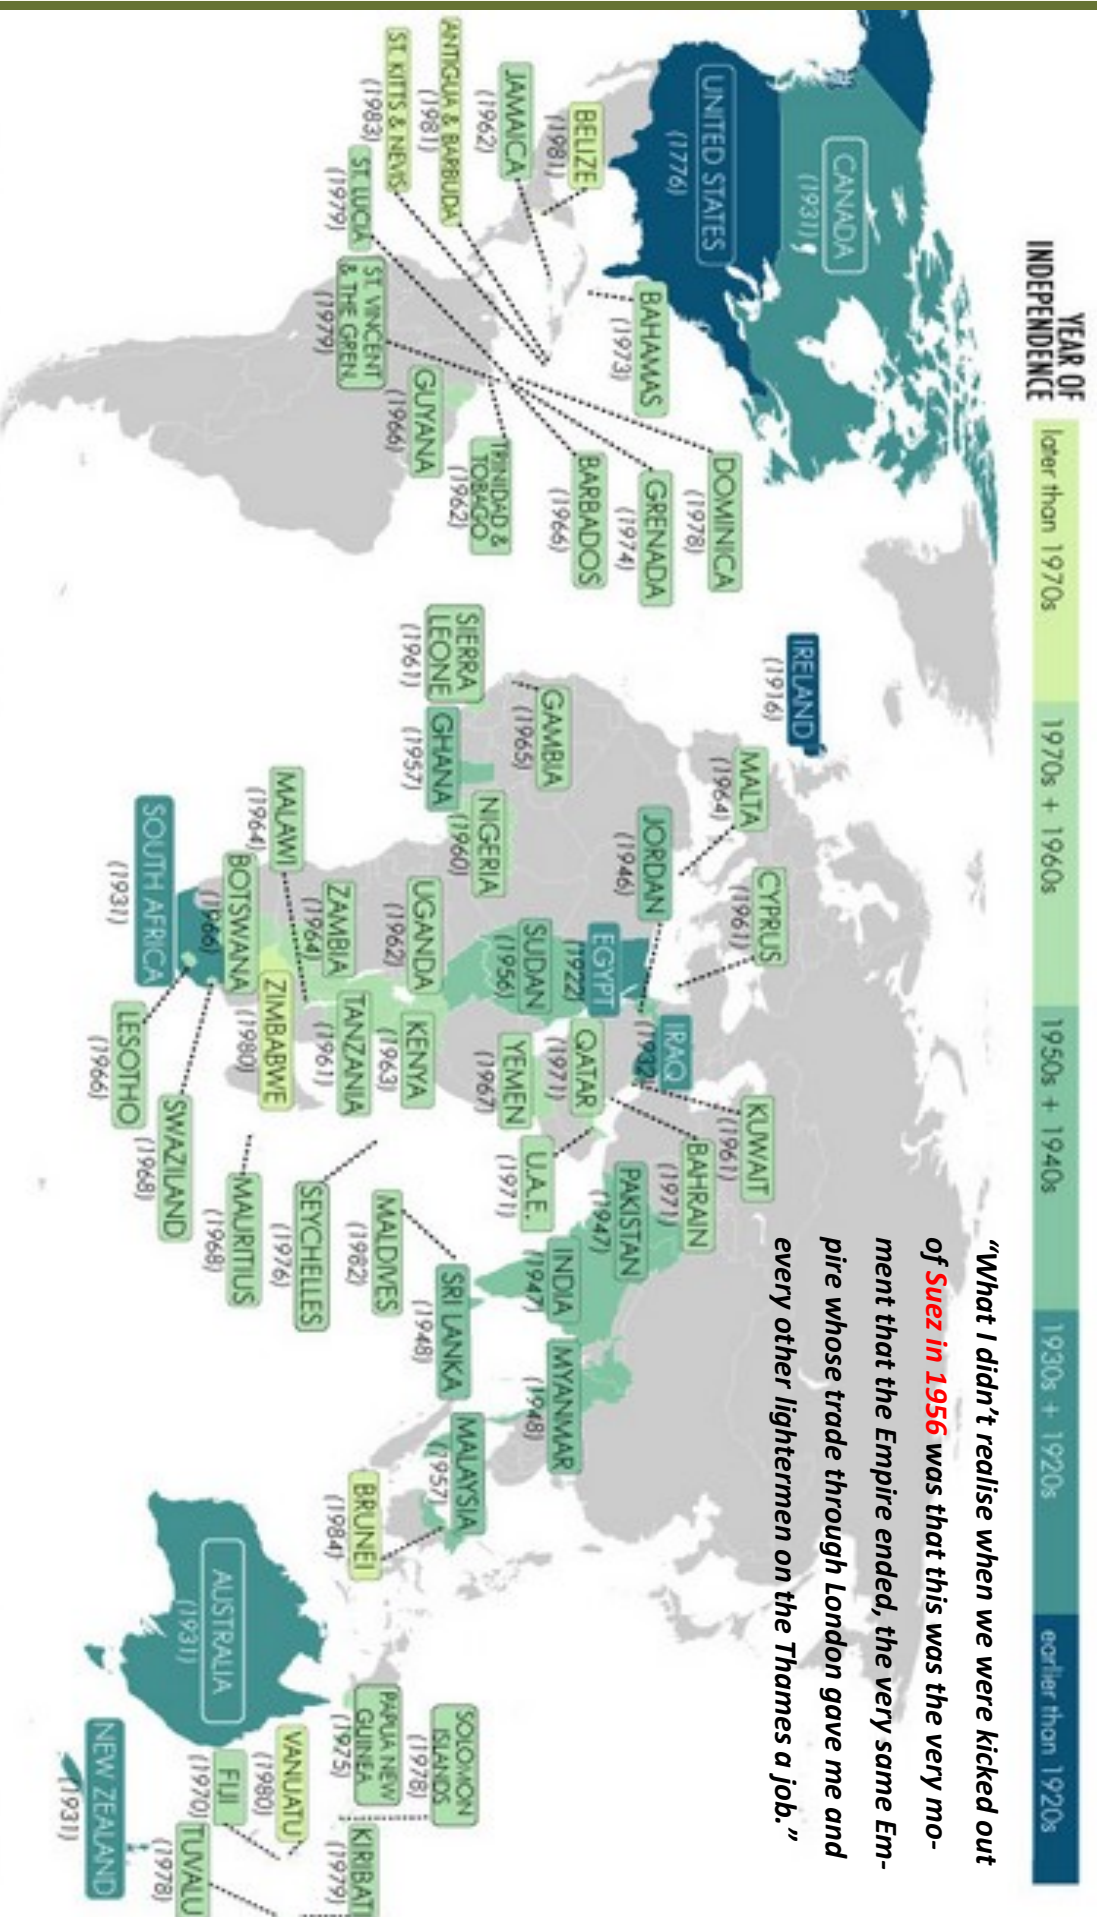 YEAR OF
INDEPENDENCE
later than 1970s
1970s + 1960s
1950s + 1940s
1930s + 1920s
earlier than 1920s
“What I didn’t realise when we were kicked out
of Suez in 1956 was that this was the very mo-
ment that the Empire ended, the very same Em-
pire whose trade through London gave me and
every other lightermen on the Thames a job.”
CANADA
(1931)
UNITED STATES
(1776)
BELIZE
(1981)
JAMAICA
(1962)
ANTIGUA & BARBUDA
(1981)
ST. KITTS & NEVIS
(1983)
ST. LUCIA
(1979)
ST. VINCENT
& THE GREN.
(1979)
BAHAMAS
(1973)
GUYANA
(1966)
TRINIDAD &
TOBAGO
(1962)
BARBADOS
(1966)
GRENADA
(1974)
DOMINICA
(1978)
IRELAND
(1916)
MALTA
(1964)
CYPRUS
(1961)
JORDAN
(1946)
EGYPT
(1922)
IRAQ
(1932)
KUWAIT
(1961)
BAHRAIN
(1971)
QATAR
(1971)
U.A.E.
(1971)
YEMEN
(1967)
SUDAN
(1956)
GAMBIA
(1965)
SIERRA
LEONE
(1961)
GHANA
(1957)
NIGERIA
(1960)
UGANDA
(1962)
KENYA
(1963)
TANZANIA
(1961)
ZAMBIA
(1964)
MALAWI
(1964)
BOTSWANA
(1966)
ZIMBABWE
(1980)
SOUTH AFRICA
(1931)
LESOTHO
(1966)
SWAZILAND
(1968)
MAURITIUS
(1968)
SEYCHELLES
(1976)
MALDIVES
(1982)
SRI LANKA
(1948)
PAKISTAN
(1947)
INDIA
(1947)
MYANMAR
(1948)
MALAYSIA
(1957)
BRUNEI
(1984)
AUSTRALIA
(1931)
NEW ZEALAND
(1931)
SOLOMON
ISLANDS
(1978)
PAPUA NEW
GUINEA
(1975)
VANUATU
(1980)
FIJI
(1970)
TUVALU
(1978)
KIRIBATI
(1979)